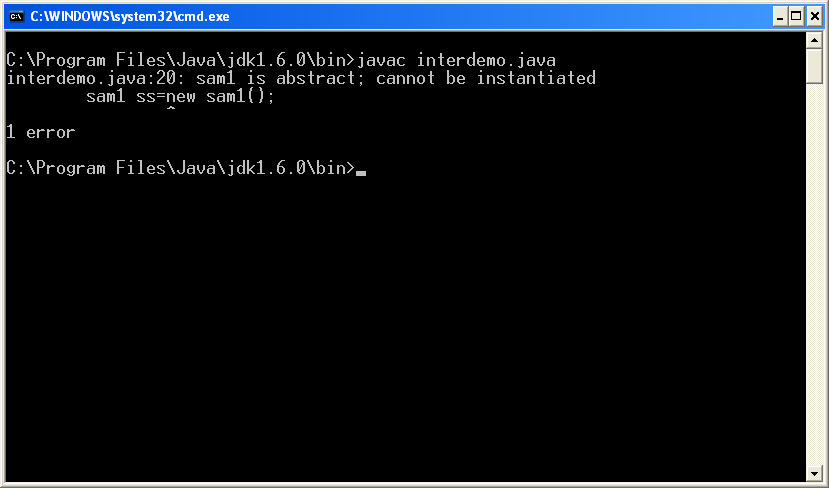 C:\WINDOWS\system32\cmd.exe
C:\Program Files\Java\jdk1.6.0\bin>javac interdemo.java
interdemo.java:20: sam1 is abstract; cannot be instantiated
        sam1 ss=new sam1();
                ^
1 error
C:\Program Files\Java\jdk1.6.0\bin>